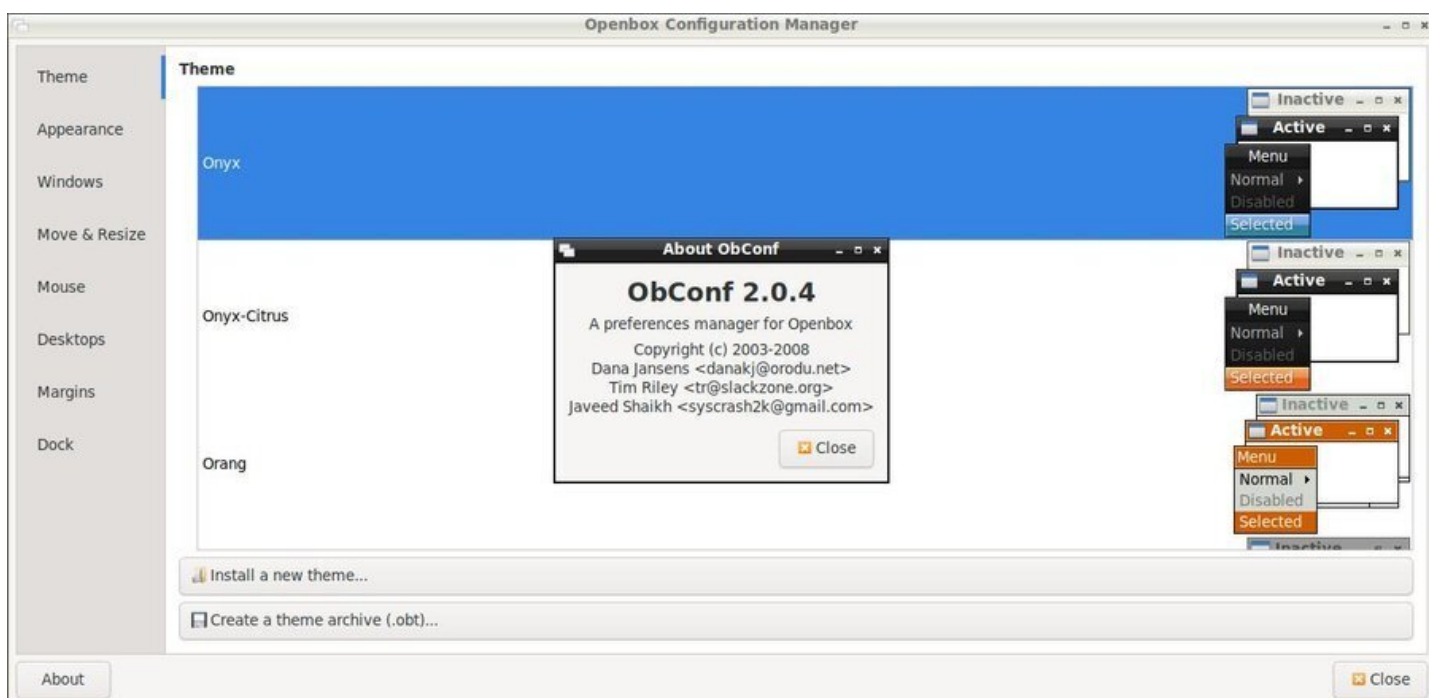 Openbox Configuration Manager
Theme
Appearance
Windows
Move & Resize
Mouse
Desktops
Margins
Dock
Theme
Onyx
Inactive
Active
Menu
Normal
Disabled
Selected
Onyx-Citrus
Inactive
Active
Menu
Normal
Disabled
Selected
Orang
Inactive
Active
Menu
Normal
Disabled
Selected
Inactive
About ObConf
ObConf 2.0.4
A preferences manager for Openbox
Copyright (c) 2003-2008
Dana Jansens <danakj@orodu.net>
Tim Riley <tr@slackzone.org>
Javeed Shaikh <syscrash2k@gmail.com>
Close
Install a new theme...
Create a theme archive (.obt)...
About
Close